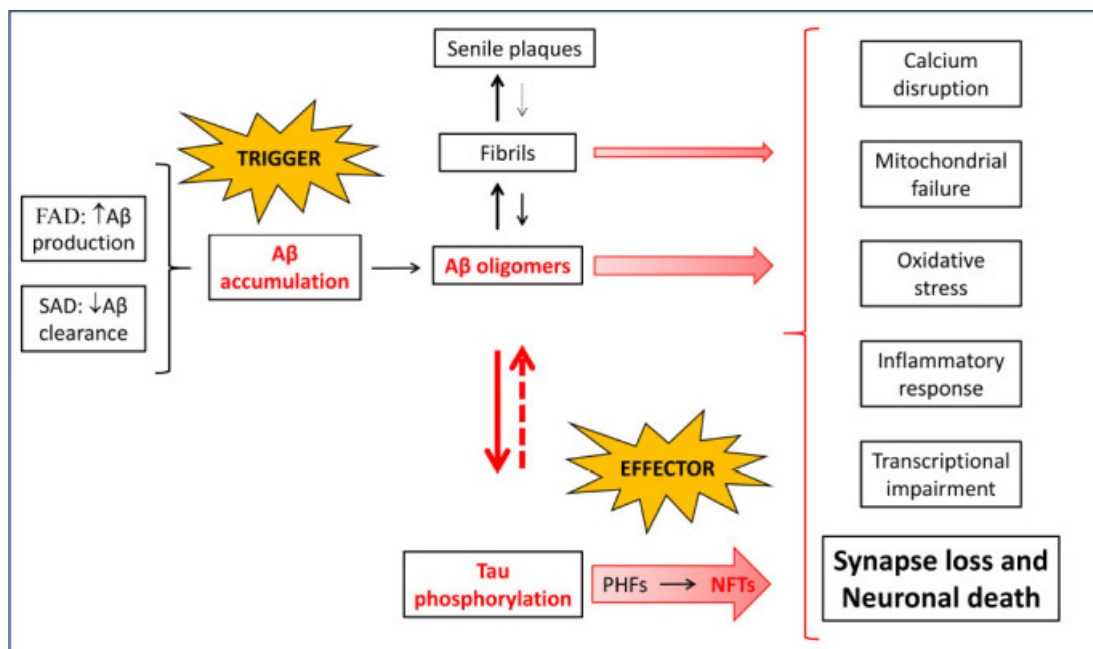 Senile plaques
Fibrils
TRIGGER
FAD: ↑Aβ
production
SAD: ↓Aβ
clearance
Aβ
accumulation
Aβ oligomers
EFFECTOR
Tau
phosphorylation
PHFs → NFTs
Calcium
disruption
Mitochondrial
failure
Oxidative
stress
Inflammatory
response
Transcriptional
impairment
Synapse loss and
Neuronal death